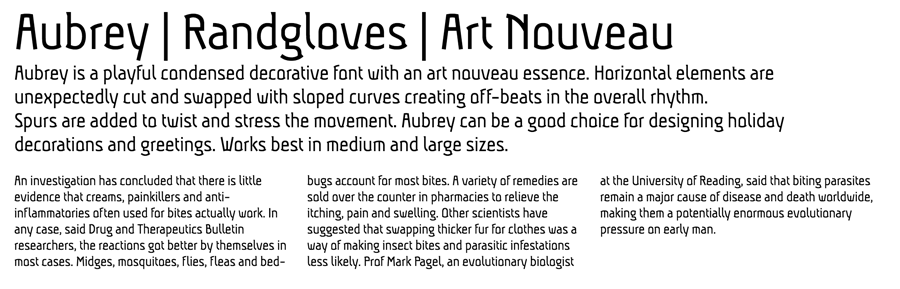 Aubrey | Randgloves | Art Nouveau
Aubrey is a playful condensed decorative font with an art nouveau essence. Horizontal elements are
unexpectedly cut and swapped with sloped curves creating off-beats in the overall rhythm.
Spurs are added to twist and stress the movement. Aubrey can be a good choice for designing holiday
decorations and greetings. Works best in medium and large sizes.
An investigation has concluded that there is little
evidence that creams, painkillers and anti-
inflammatories often used for bites actually work. In
any case, said Drug and Therapeutics Bulletin
researchers, the reactions got better by themselves in
most cases. Midges, mosquitoes, flies, fleas and bed-
bugs account for most bites. A variety of remedies are
sold over the counter in pharmacies to relieve the
itching, pain and swelling. Other scientists have
suggested that swapping thicker fur for clothes was a
way of making insect bites and parasitic infestations
less likely. Prof Mark Pagel, an evolutionary biologist
at the University of Reading, said that biting parasites
remain a major cause of disease and death worldwide,
making them a potentially enormous evolutionary
pressure on early man.